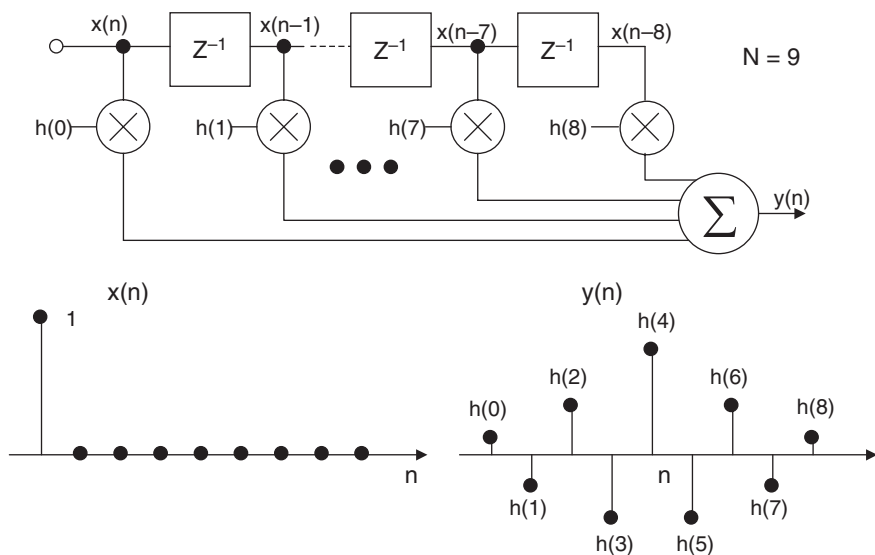 x(n) x(n–1) x(n–7) x(n–8)
Z⁻¹ Z⁻¹ Z⁻¹ N = 9
h(0) h(1) h(7) h(8)
Σ y(n)
x(n) y(n)
1 h(4)
h(0) h(2) h(6) h(8)
n n
h(1) h(7)
h(3) h(5)